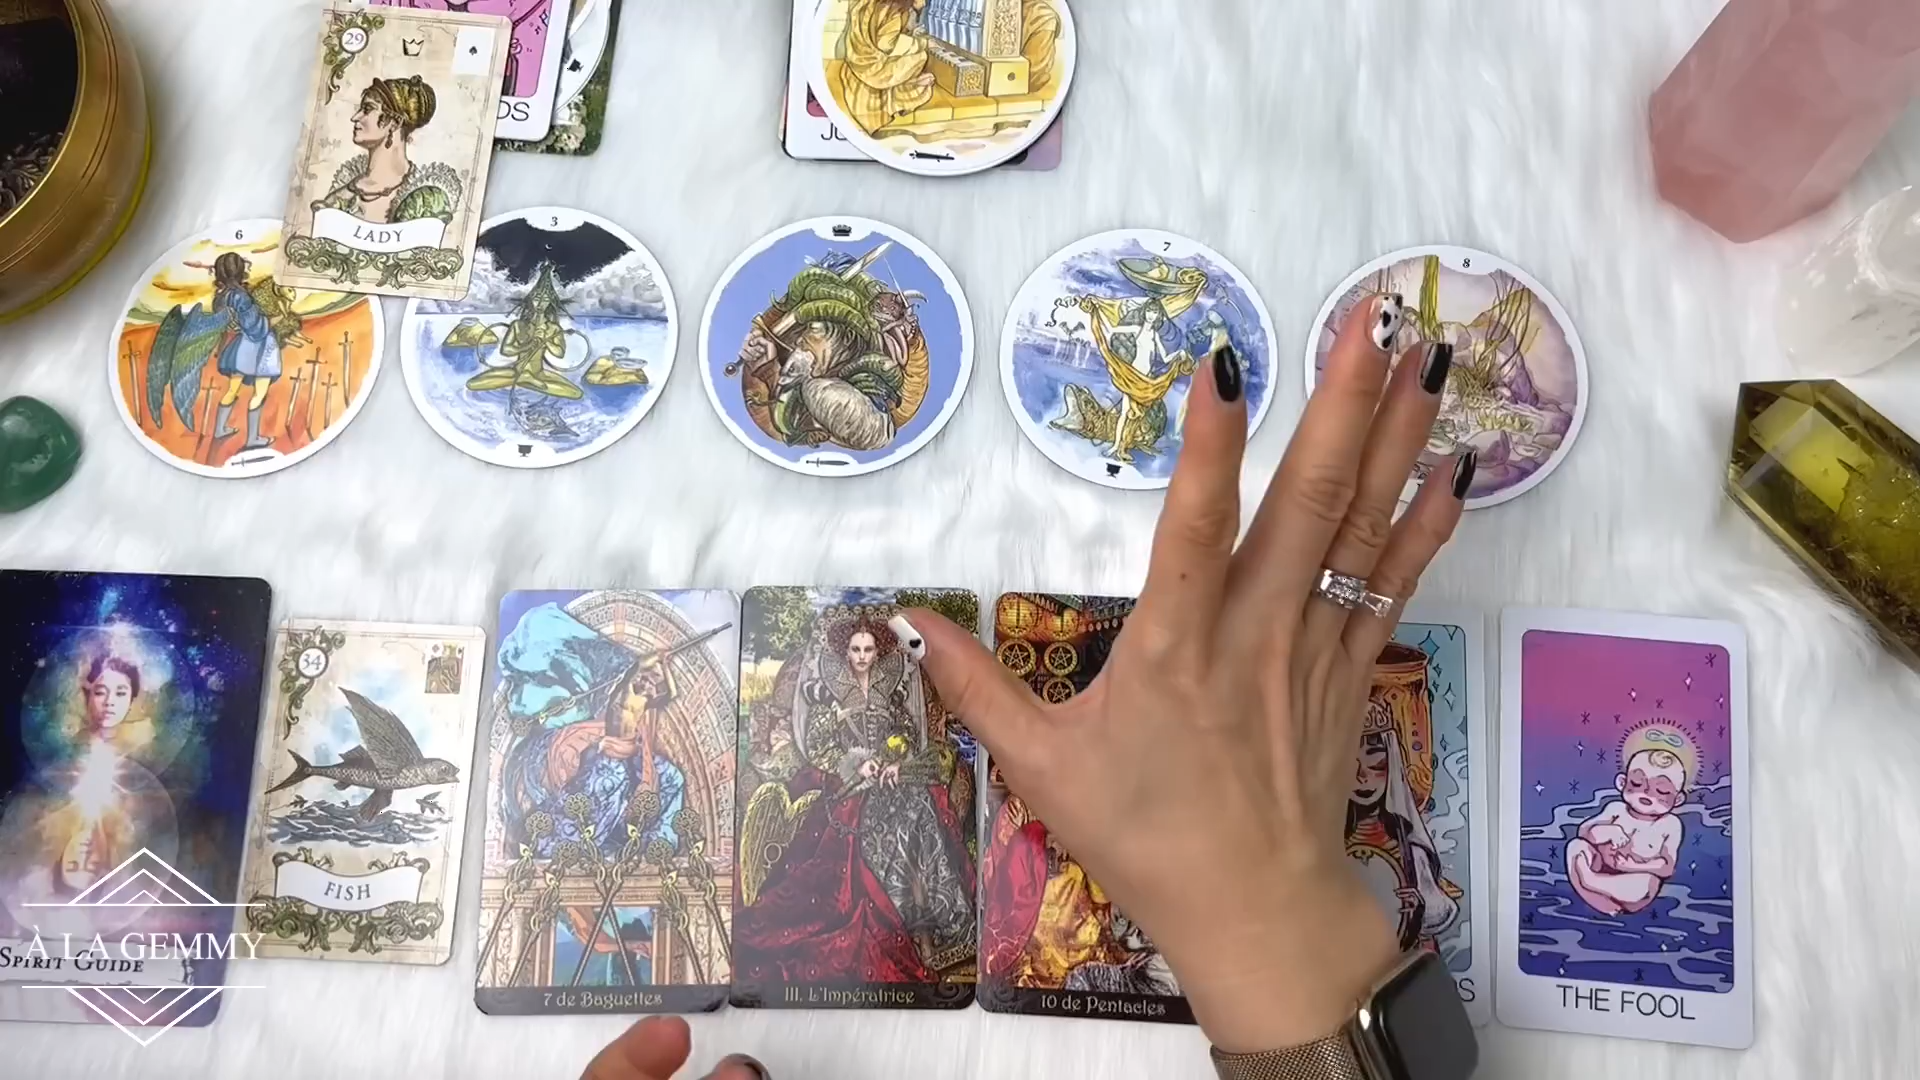 29
LADY
DS
JU
6
3
7
8
34
FISH
SPIRIT GUIDE
À LA GEMMY
7 de Baguettes
III. L'Impératrice
10 de Pentacles
DS
THE FOOL